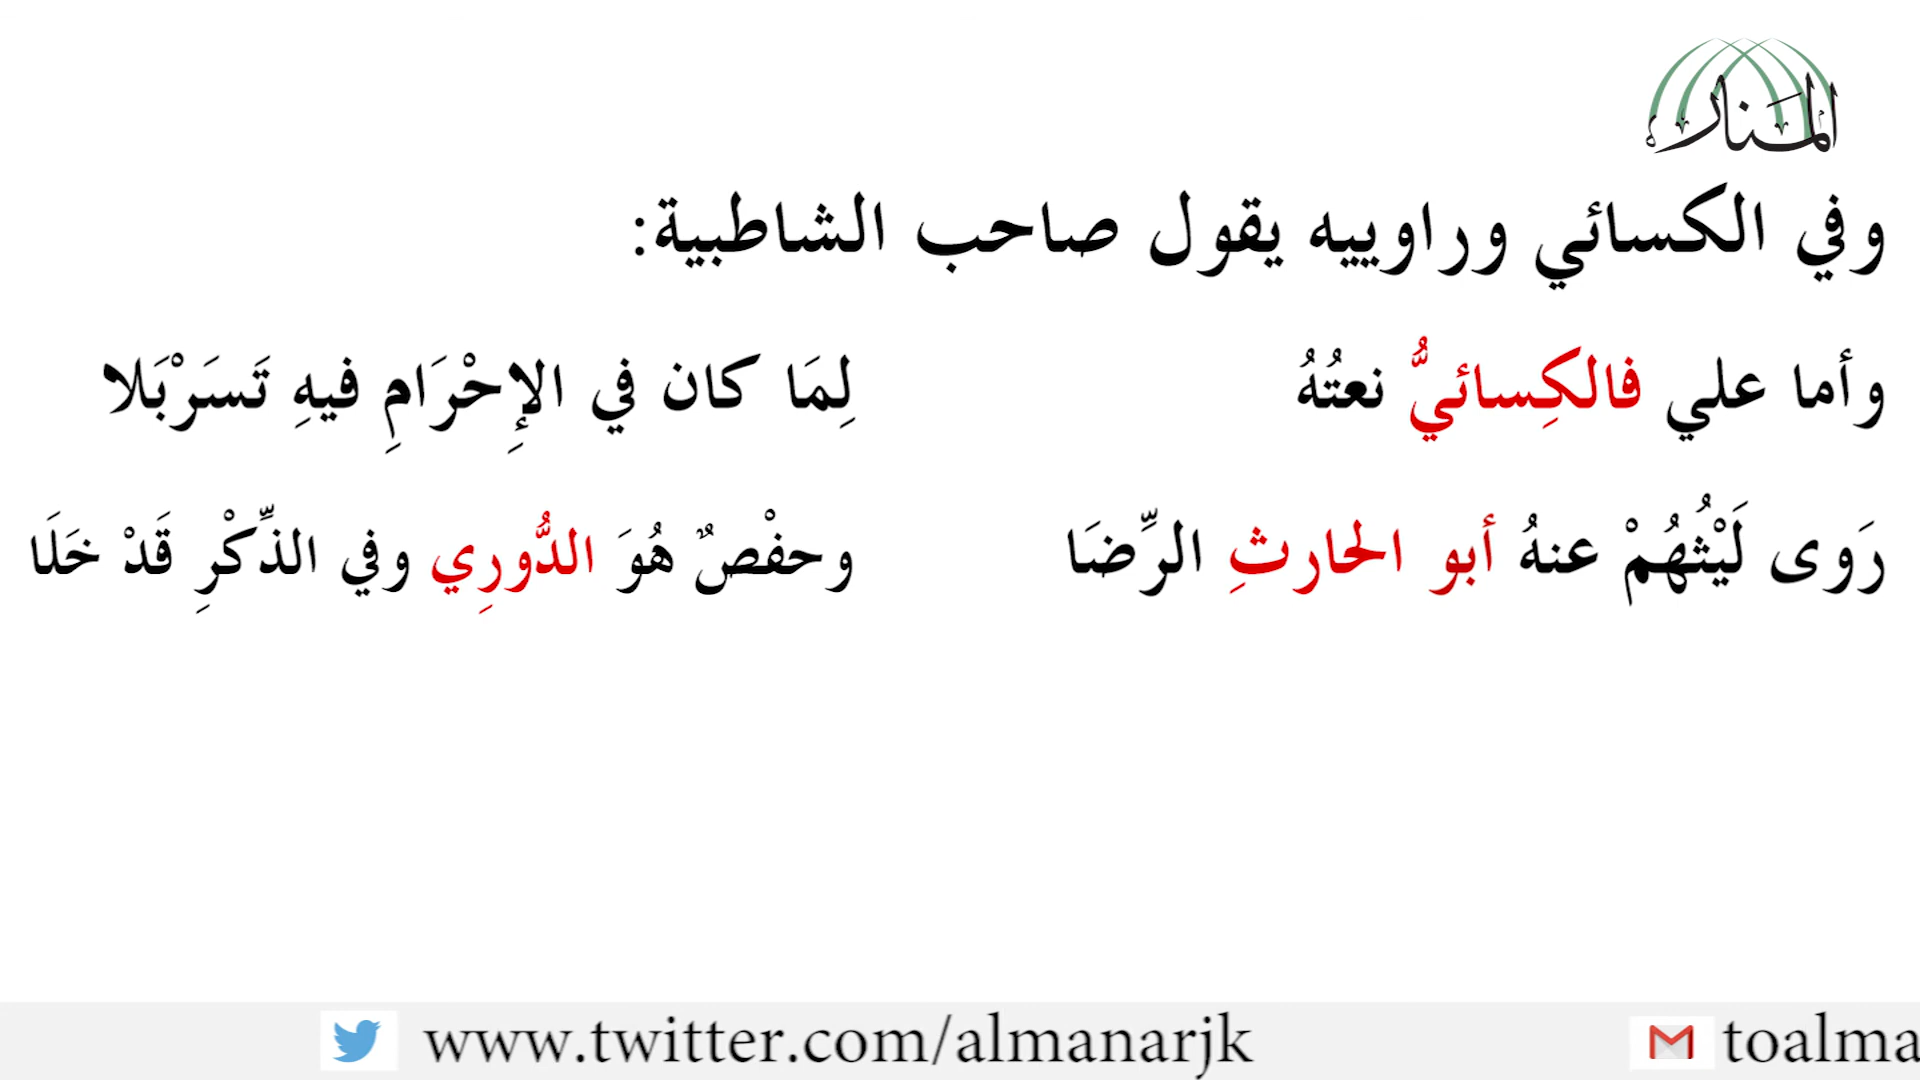 المنار
وفي الكسائي وراوييه يقول صاحب الشاطبية:
وأما علي فالكِسائيُّ نعتُهُ لِمَا كان في الإِحْرَامِ فيهِ تَسَرْبَلا
رَوى لَيْثُهُمْ عنهُ أبو الحارثِ الرِّضَا وحفْصٌ هُوَ الدُّورِي وفي الذِّكْرِ قَدْ خَلَا
www.twitter.com/almanarjk toalma